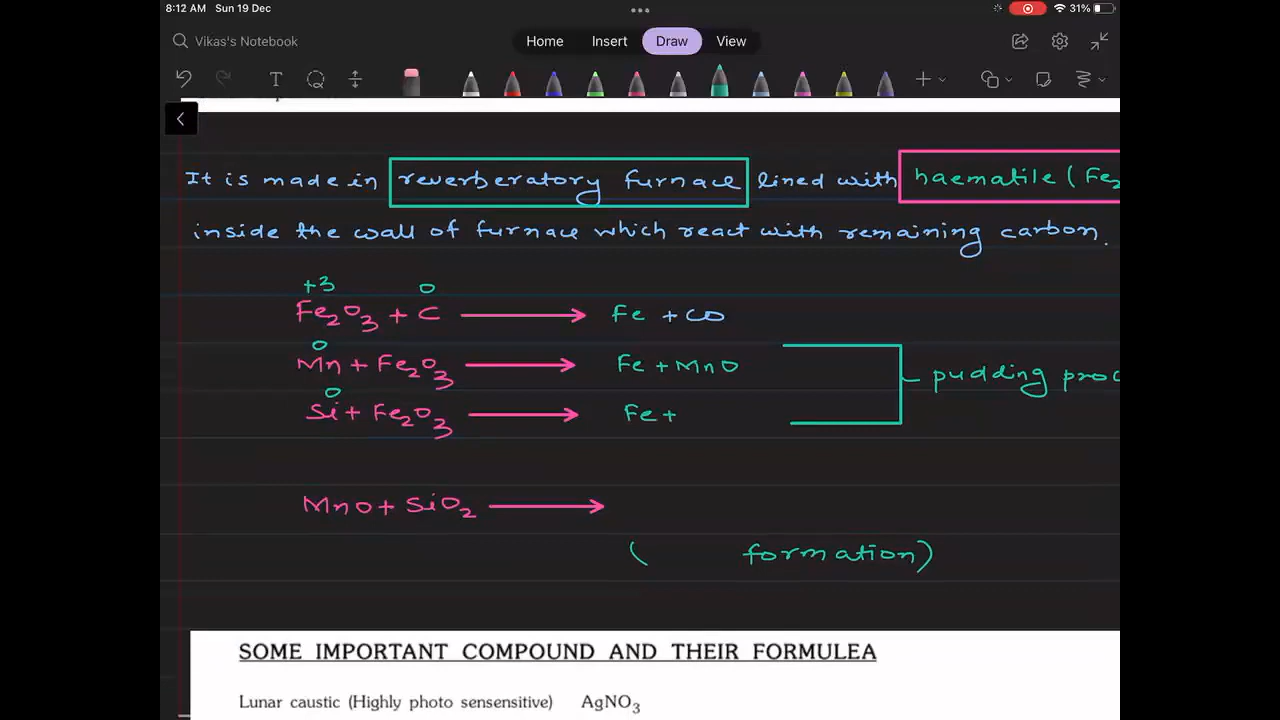 8:12 AM Sun 19 Dec
31%
Vikas's Notebook
Home Insert Draw View
It is made in reverberatory furnace lined with haematile (Fe2
inside the wall of furnace which react with remaining carbon.
+3 0
Fe2O3 + C → Fe + CO
0
Mn + Fe2O3 → Fe + MnO
pudding proc
0
Si + Fe2O3 → Fe +
MnO + SiO2 →
( formation)
SOME IMPORTANT COMPOUND AND THEIR FORMULEA
Lunar caustic (Highly photo sensensitive) AgNO3